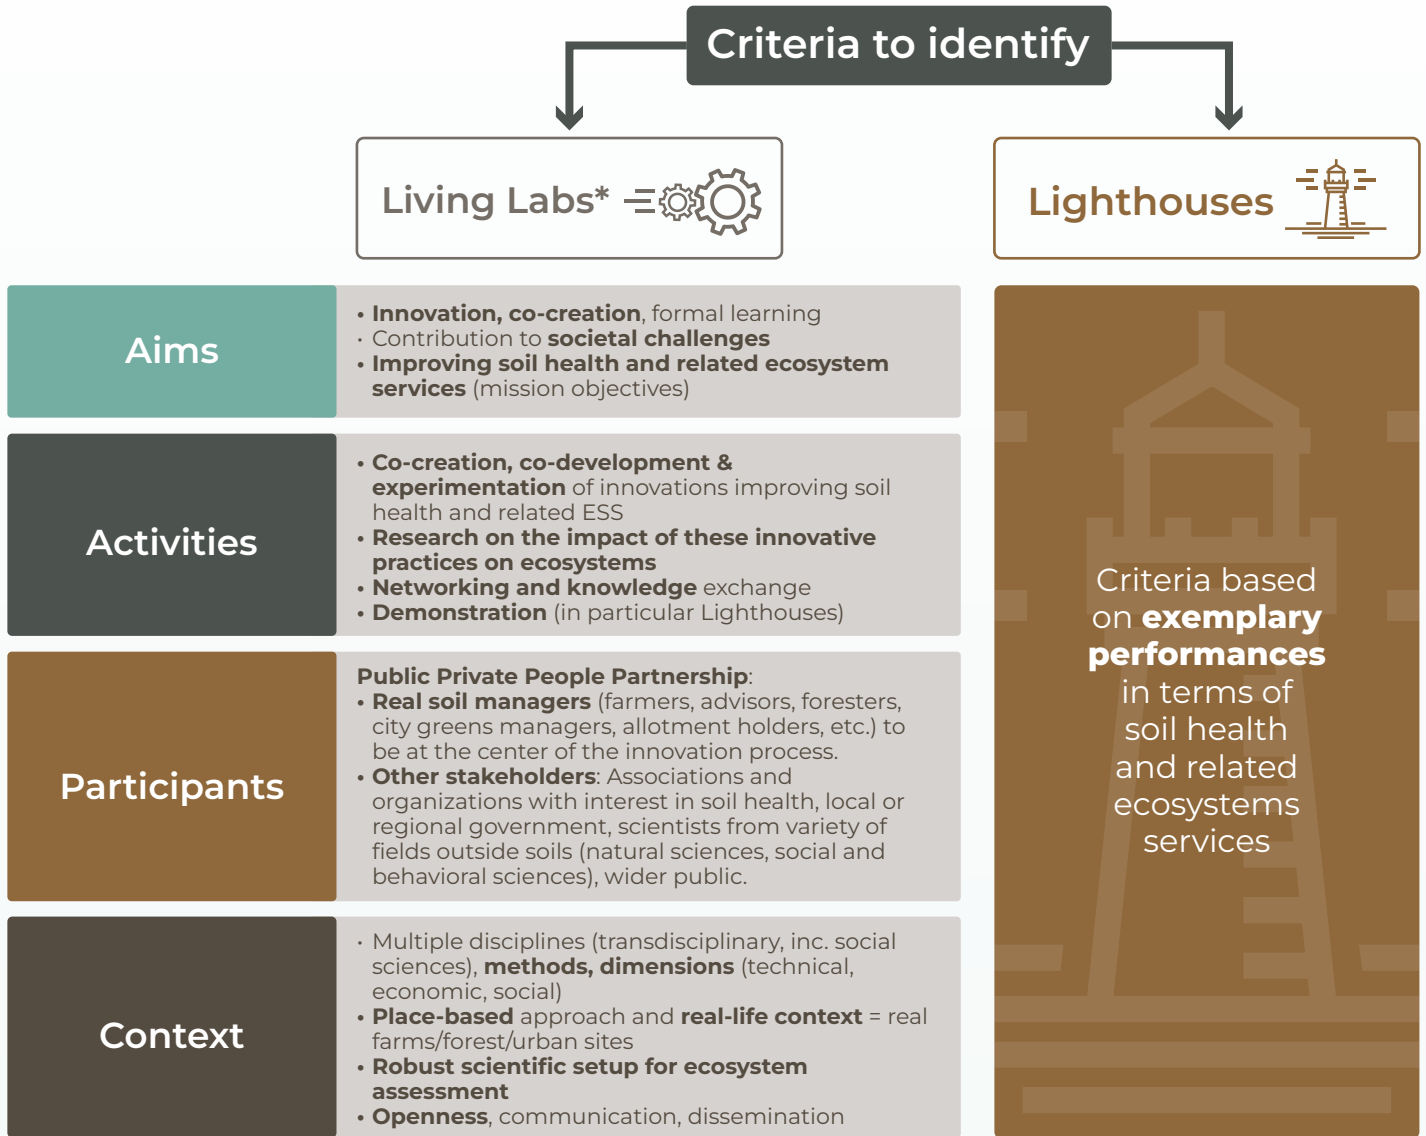 Criteria to identify
Living Labs*
Lighthouses
Aims
• Innovation, co-creation, formal learning
· Contribution to societal challenges
• Improving soil health and related ecosystem
services (mission objectives)
Activities
• Co-creation, co-development &
experimentation of innovations improving soil
health and related ESS
• Research on the impact of these innovative
practices on ecosystems
• Networking and knowledge exchange
• Demonstration (in particular Lighthouses)
Participants
Public Private People Partnership:
• Real soil managers (farmers, advisors, foresters,
city greens managers, allotment holders, etc.) to
be at the center of the innovation process.
• Other stakeholders: Associations and
organizations with interest in soil health, local or
regional government, scientists from variety of
fields outside soils (natural sciences, social and
behavioral sciences), wider public.
Context
· Multiple disciplines (transdisciplinary, inc. social
sciences), methods, dimensions (technical,
economic, social)
• Place-based approach and real-life context = real
farms/forest/urban sites
• Robust scientific setup for ecosystem
assessment
• Openness, communication, dissemination
Criteria based
on exemplary
performances
in terms of
soil health
and related
ecosystems
services